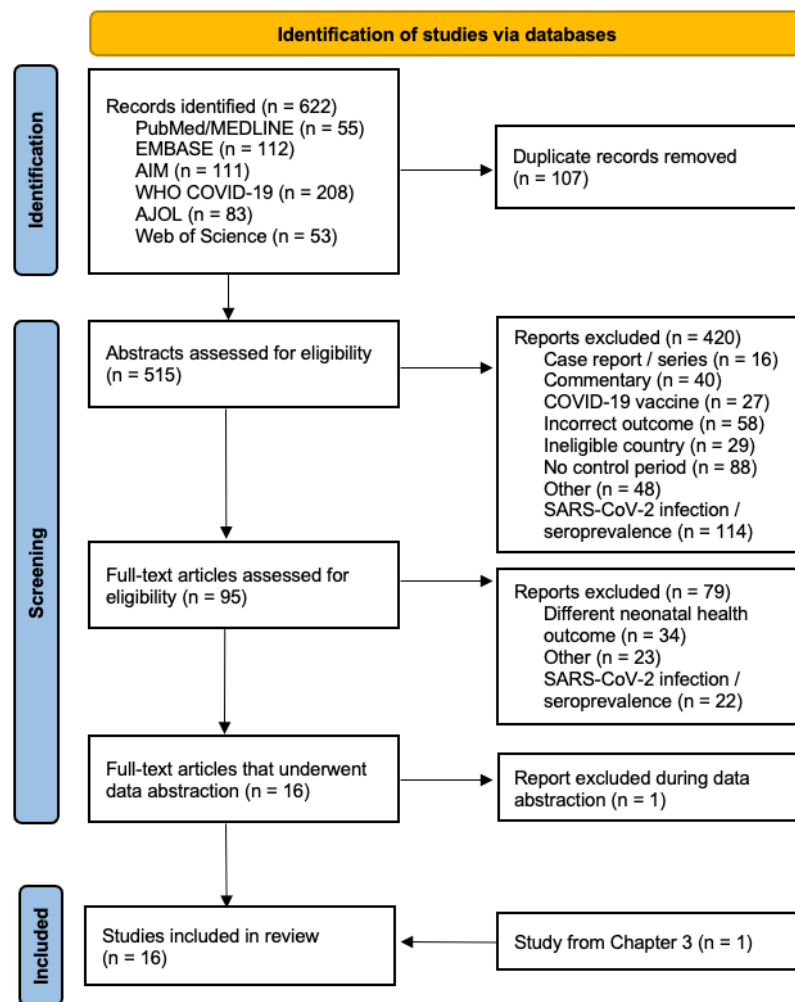 Identification of studies via databases
Identification
Records identified (n = 622)
PubMed/MEDLINE (n = 55)
EMBASE (n = 112)
AIM (n = 111)
WHO COVID-19 (n = 208)
AJOL (n = 83)
Web of Science (n = 53)
Duplicate records removed
(n = 107)
Screening
Abstracts assessed for eligibility
(n = 515)
Reports excluded (n = 420)
Case report / series (n = 16)
Commentary (n = 40)
COVID-19 vaccine (n = 27)
Incorrect outcome (n = 58)
Ineligible country (n = 29)
No control period (n = 88)
Other (n = 48)
SARS-CoV-2 infection /
seroprevalence (n = 114)
Full-text articles assessed for
eligibility (n = 95)
Reports excluded (n = 79)
Different neonatal health
outcome (n = 34)
Other (n = 23)
SARS-CoV-2 infection /
seroprevalence (n = 22)
Full-text articles that underwent
data abstraction (n = 16)
Report excluded during data
abstraction (n = 1)
Included
Studies included in review
(n = 16)
Study from Chapter 3 (n = 1)